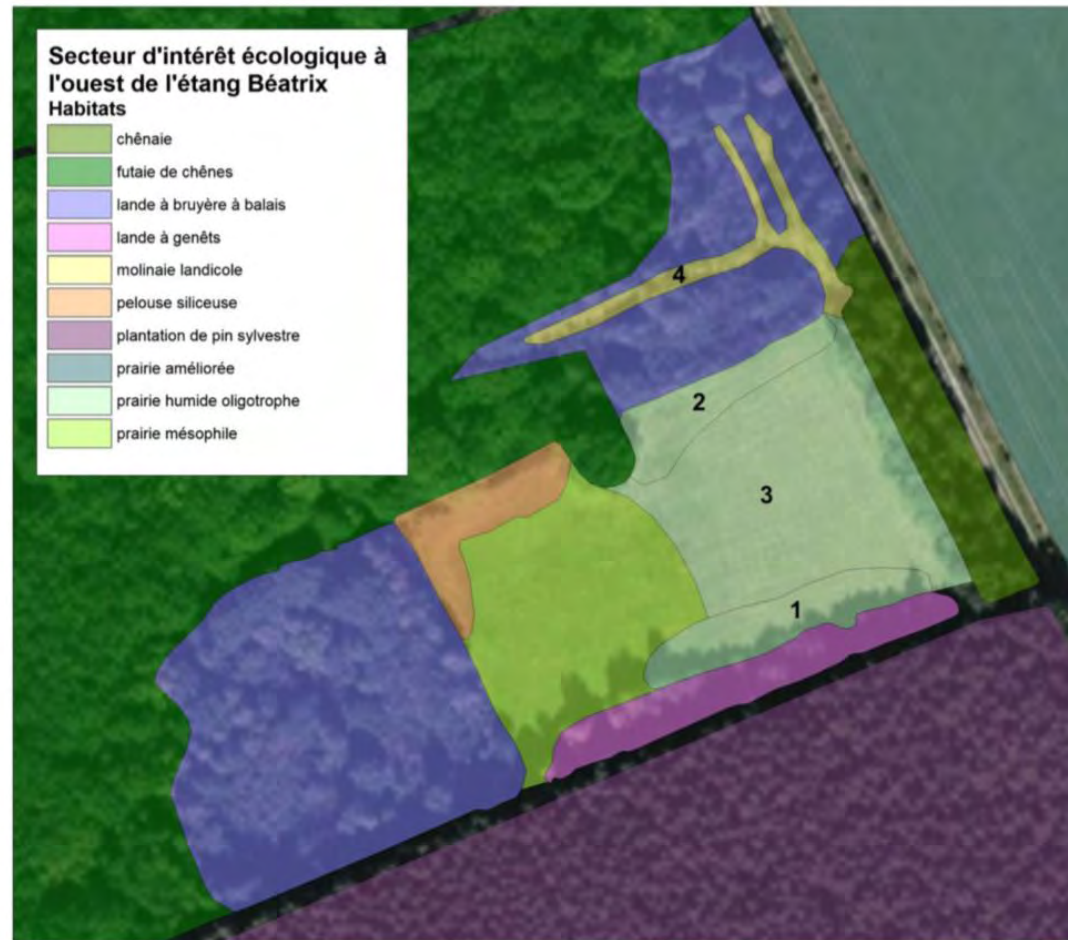 Secteur d'intérêt écologique à
l'ouest de l'étang Béatrix
Habitats
chênaie
futaie de chênes
lande à bruyère à balais
lande à genêts
molinaie landicole
pelouse siliceuse
plantation de pin sylvestre
prairie améliorée
prairie humide oligotrophe
prairie mésophile
4
2
3
1